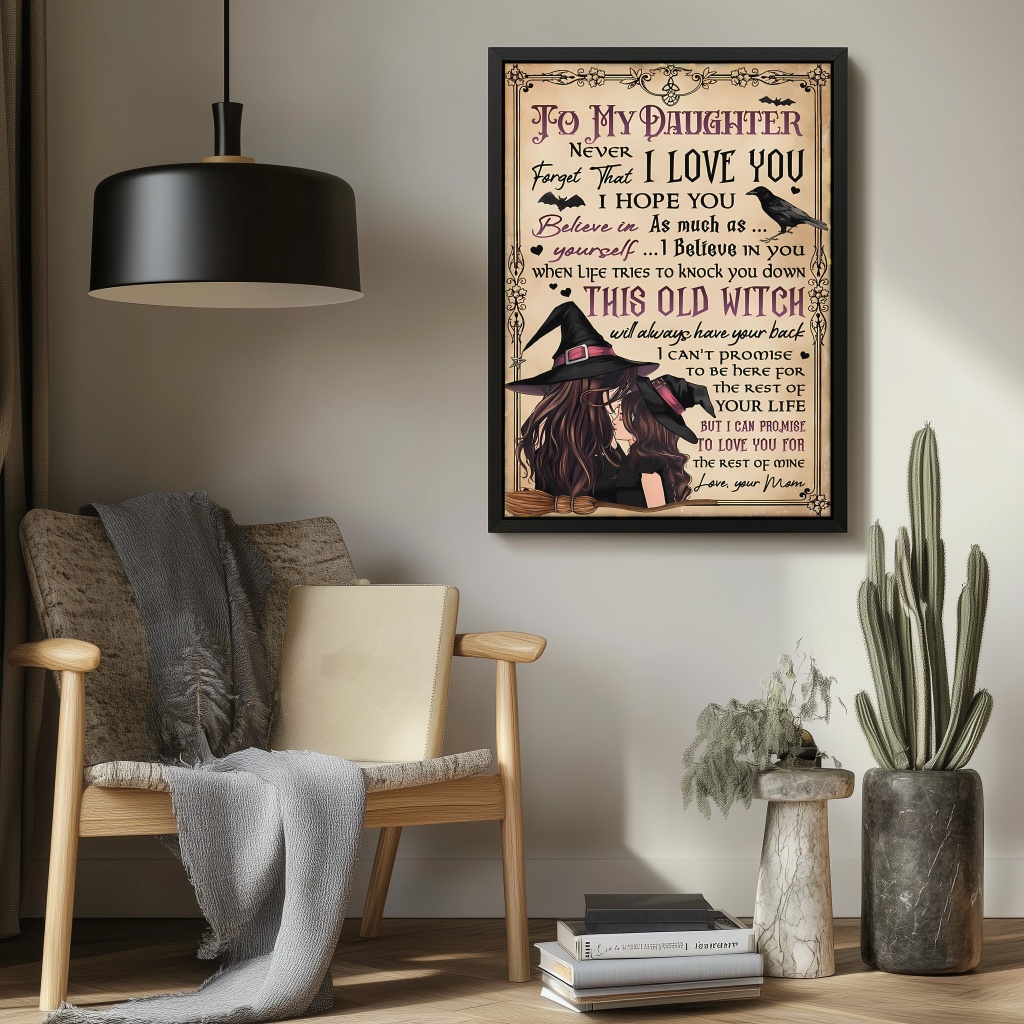 To My Daughter
Never
Forget That I LOVE YOU
I HOPE YOU
Believe in As much as ...
yourself ...I Believe in you
when Life tries to knock you down
THIS OLD WITCH
will always have your back
I can't promise
to be here for
the rest of
your life
but I can promise
to love you for
the rest of mine
Love, your Mom